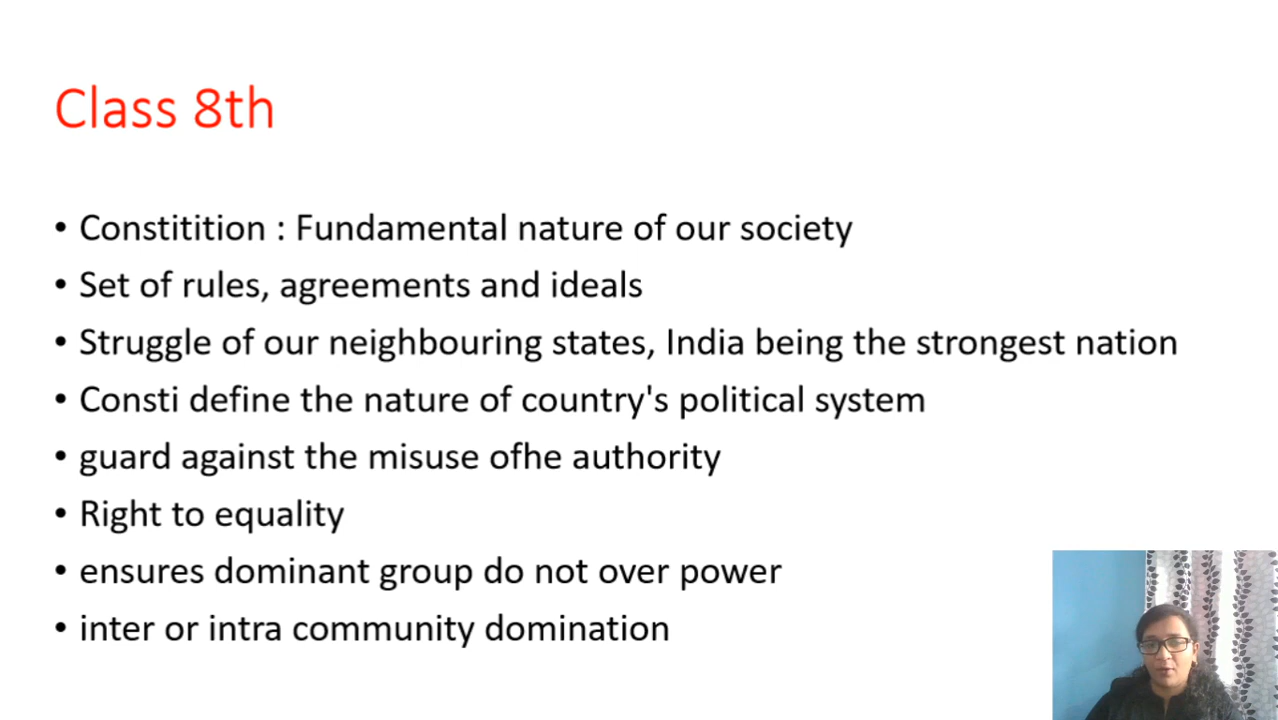 Class 8th
• Constitition : Fundamental nature of our society
• Set of rules, agreements and ideals
• Struggle of our neighbouring states, India being the strongest nation
• Consti define the nature of country's political system
• guard against the misuse ofhe authority
• Right to equality
• ensures dominant group do not over power
• inter or intra community domination